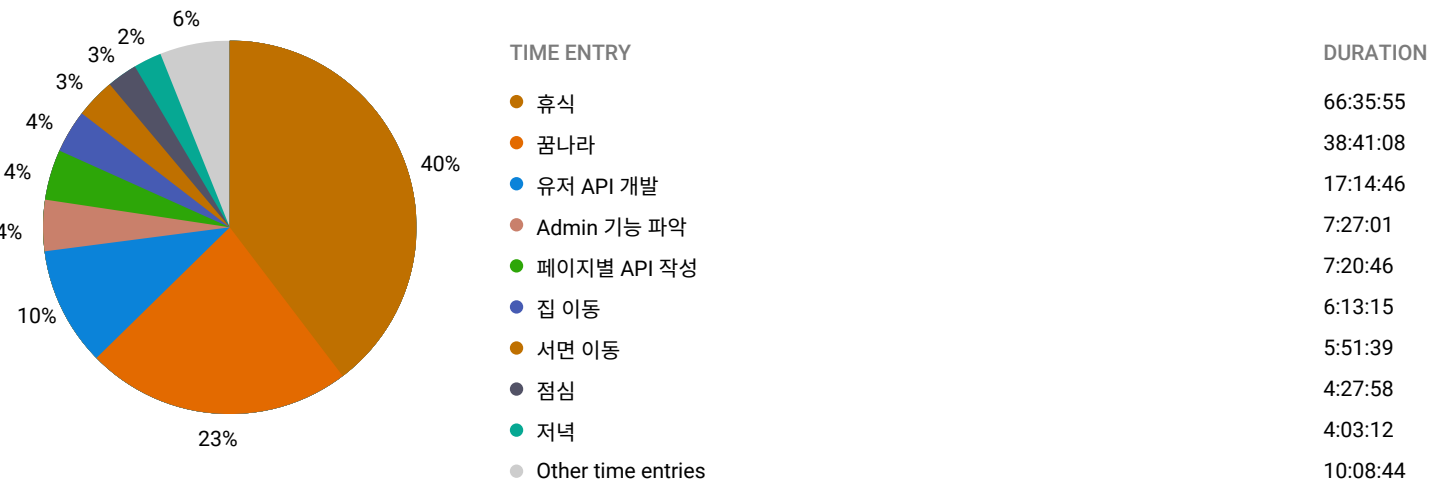 6%
2%
3%
3%
4%
4%
4%
10%
23%
40%
TIME ENTRY DURATION
휴식 66:35:55
꿈나라 38:41:08
유저 API 개발 17:14:46
Admin 기능 파악 7:27:01
페이지별 API 작성 7:20:46
집 이동 6:13:15
서면 이동 5:51:39
점심 4:27:58
저녁 4:03:12
Other time entries 10:08:44